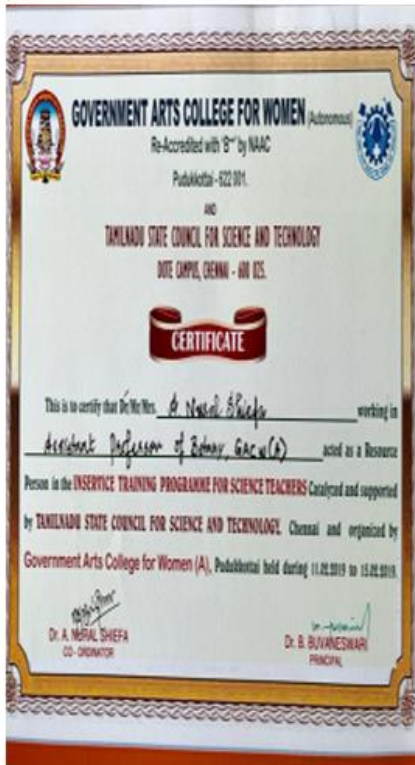 GOVERNMENT ARTS COLLEGE FOR WOMEN (Autonomous)
Re-Accredited with "B++" by NAAC
Pudukkottai - 622 001.
AND
TAMILNADU STATE COUNCIL FOR SCIENCE AND TECHNOLOGY
DOTE CAMPUS, CHENNAI - 600 025.
CERTIFICATE
This is to certify that Dr/Mr/Mrs. A Nural Shiefa working in
Assistant Professor of Botany, GACW(A) acted as a Resource
Person in the INSERTICE TRAINING PROGRAMME FOR SCIENCE TEACHERS Catalyzed and supported
by TAMILNADU STATE COUNCIL FOR SCIENCE AND TECHNOLOGY, Chennai and organized by
Government Arts College for Women (A), Pudukkottai held during 11.02.2019 to 15.02.2019.
Dr. A. NURAL SHIEFA
CO - ORDINATOR
Dr. B. BUVANESWARI
PRINCIPAL